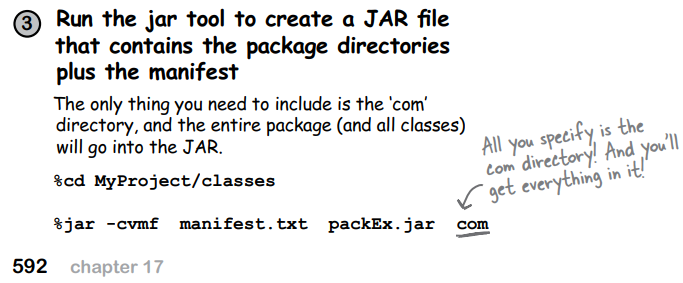 3 Run the jar tool to create a JAR file
that contains the package directories
plus the manifest
The only thing you need to include is the ‘com’
directory, and the entire package (and all classes)
will go into the JAR.
All you specify is the
com directory! And you'll
get everything in it!
%cd MyProject/classes
%jar -cvmf manifest.txt packEx.jar com
592 chapter 17